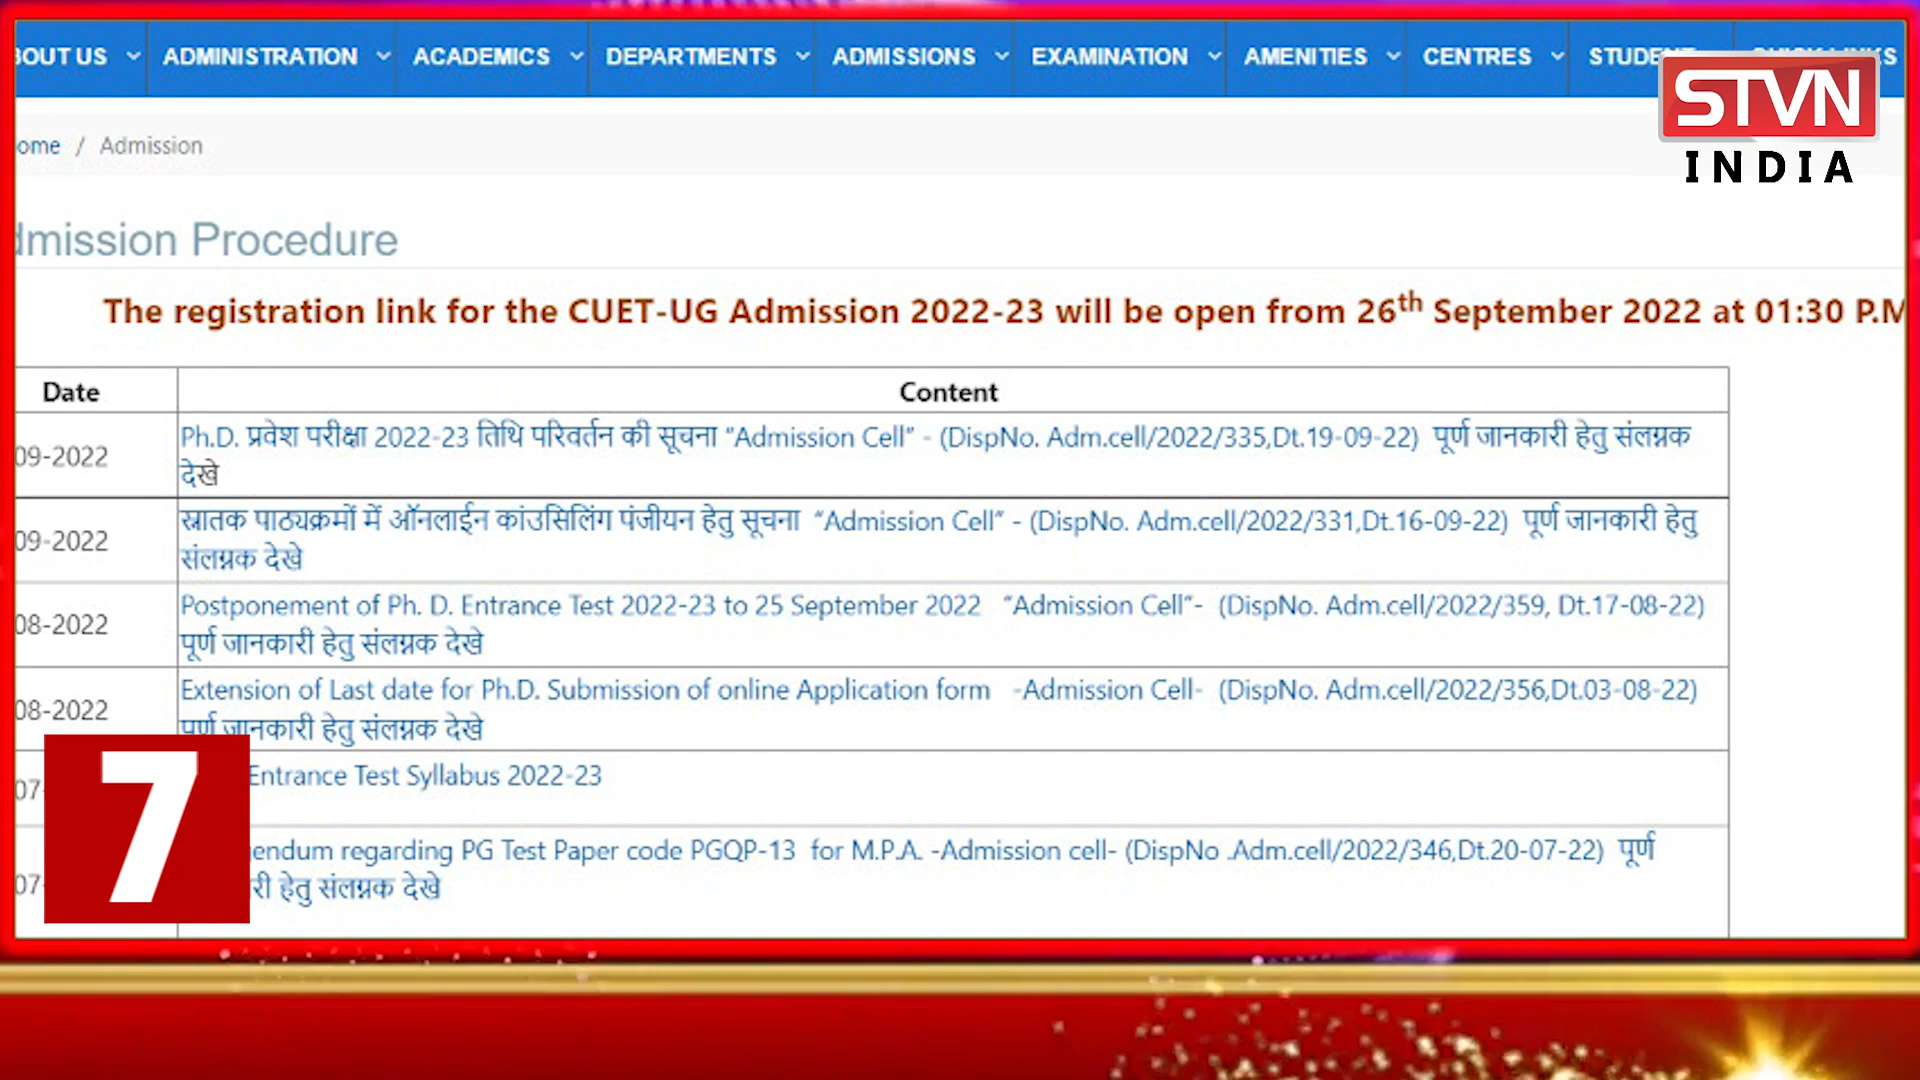 BOUT US ADMINISTRATION ACADEMICS DEPARTMENTS ADMISSIONS EXAMINATION AMENITIES CENTRES
STVN
INDIA
ome / Admission
dmission Procedure
The registration link for the CUET-UG Admission 2022-23 will be open from 26th September 2022 at 01:30 P.M
Date Content
09-2022 Ph.D. प्रवेश परीक्षा 2022-23 तिथि परिवर्तन की सूचना “Admission Cell” - (DispNo. Adm.cell/2022/335,Dt.19-09-22) पूर्ण जानकारी हेतु संलग्नक
देखे
09-2022 स्नातक पाठ्यक्रमों में ऑनलाईन कांउसिलिंग पंजीयन हेतु सूचना “Admission Cell” - (DispNo. Adm.cell/2022/331,Dt.16-09-22) पूर्ण जानकारी हेतु
संलग्नक देखे
08-2022 Postponement of Ph. D. Entrance Test 2022-23 to 25 September 2022 “Admission Cell”- (DispNo. Adm.cell/2022/359, Dt.17-08-22)
पूर्ण जानकारी हेतु संलग्नक देखे
08-2022 Extension of Last date for Ph.D. Submission of online Application form -Admission Cell- (DispNo. Adm.cell/2022/356,Dt.03-08-22)
पूर्ण जानकारी हेतु संलग्नक देखे
07- Entrance Test Syllabus 2022-23
7
endum regarding PG Test Paper code PGQP-13 for M.P.A. -Admission cell- (DispNo .Adm.cell/2022/346,Dt.20-07-22) पूर्ण
07- री हेतु संलग्नक देखे